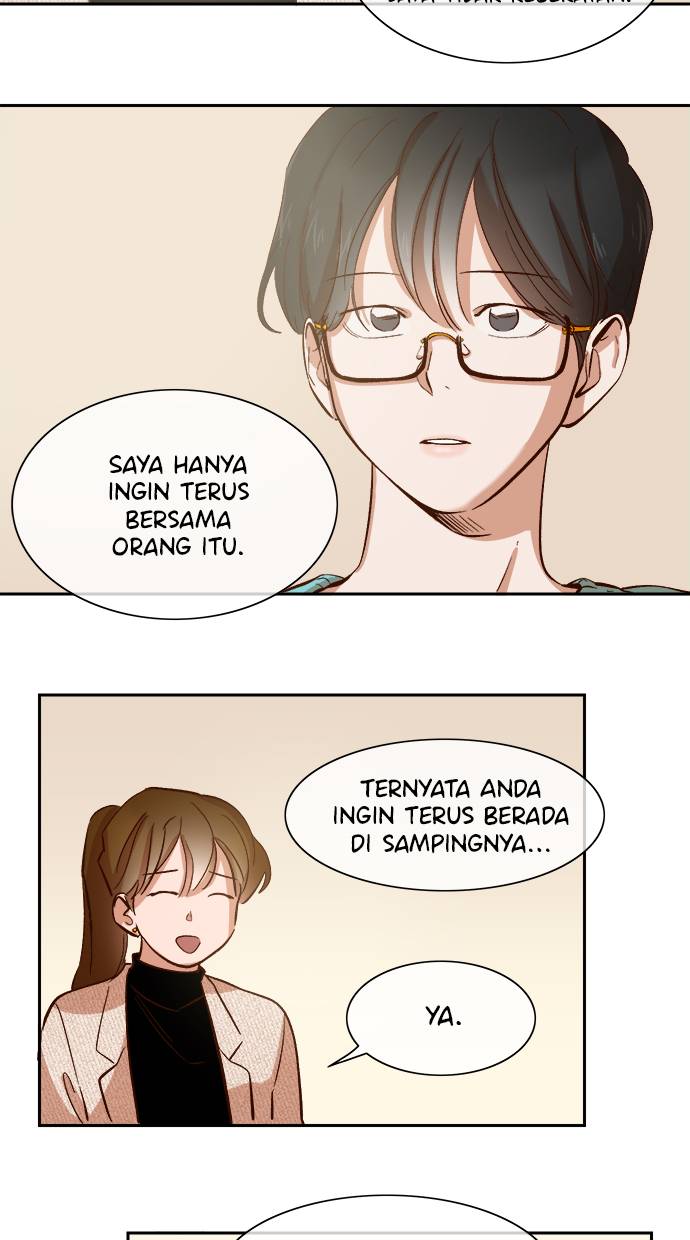 SAYA HANYA
INGIN TERUS
BERSAMA
ORANG ITU.
TERNYATA ANDA
INGIN TERUS BERADA
DI SAMPINGNYA...
YA.